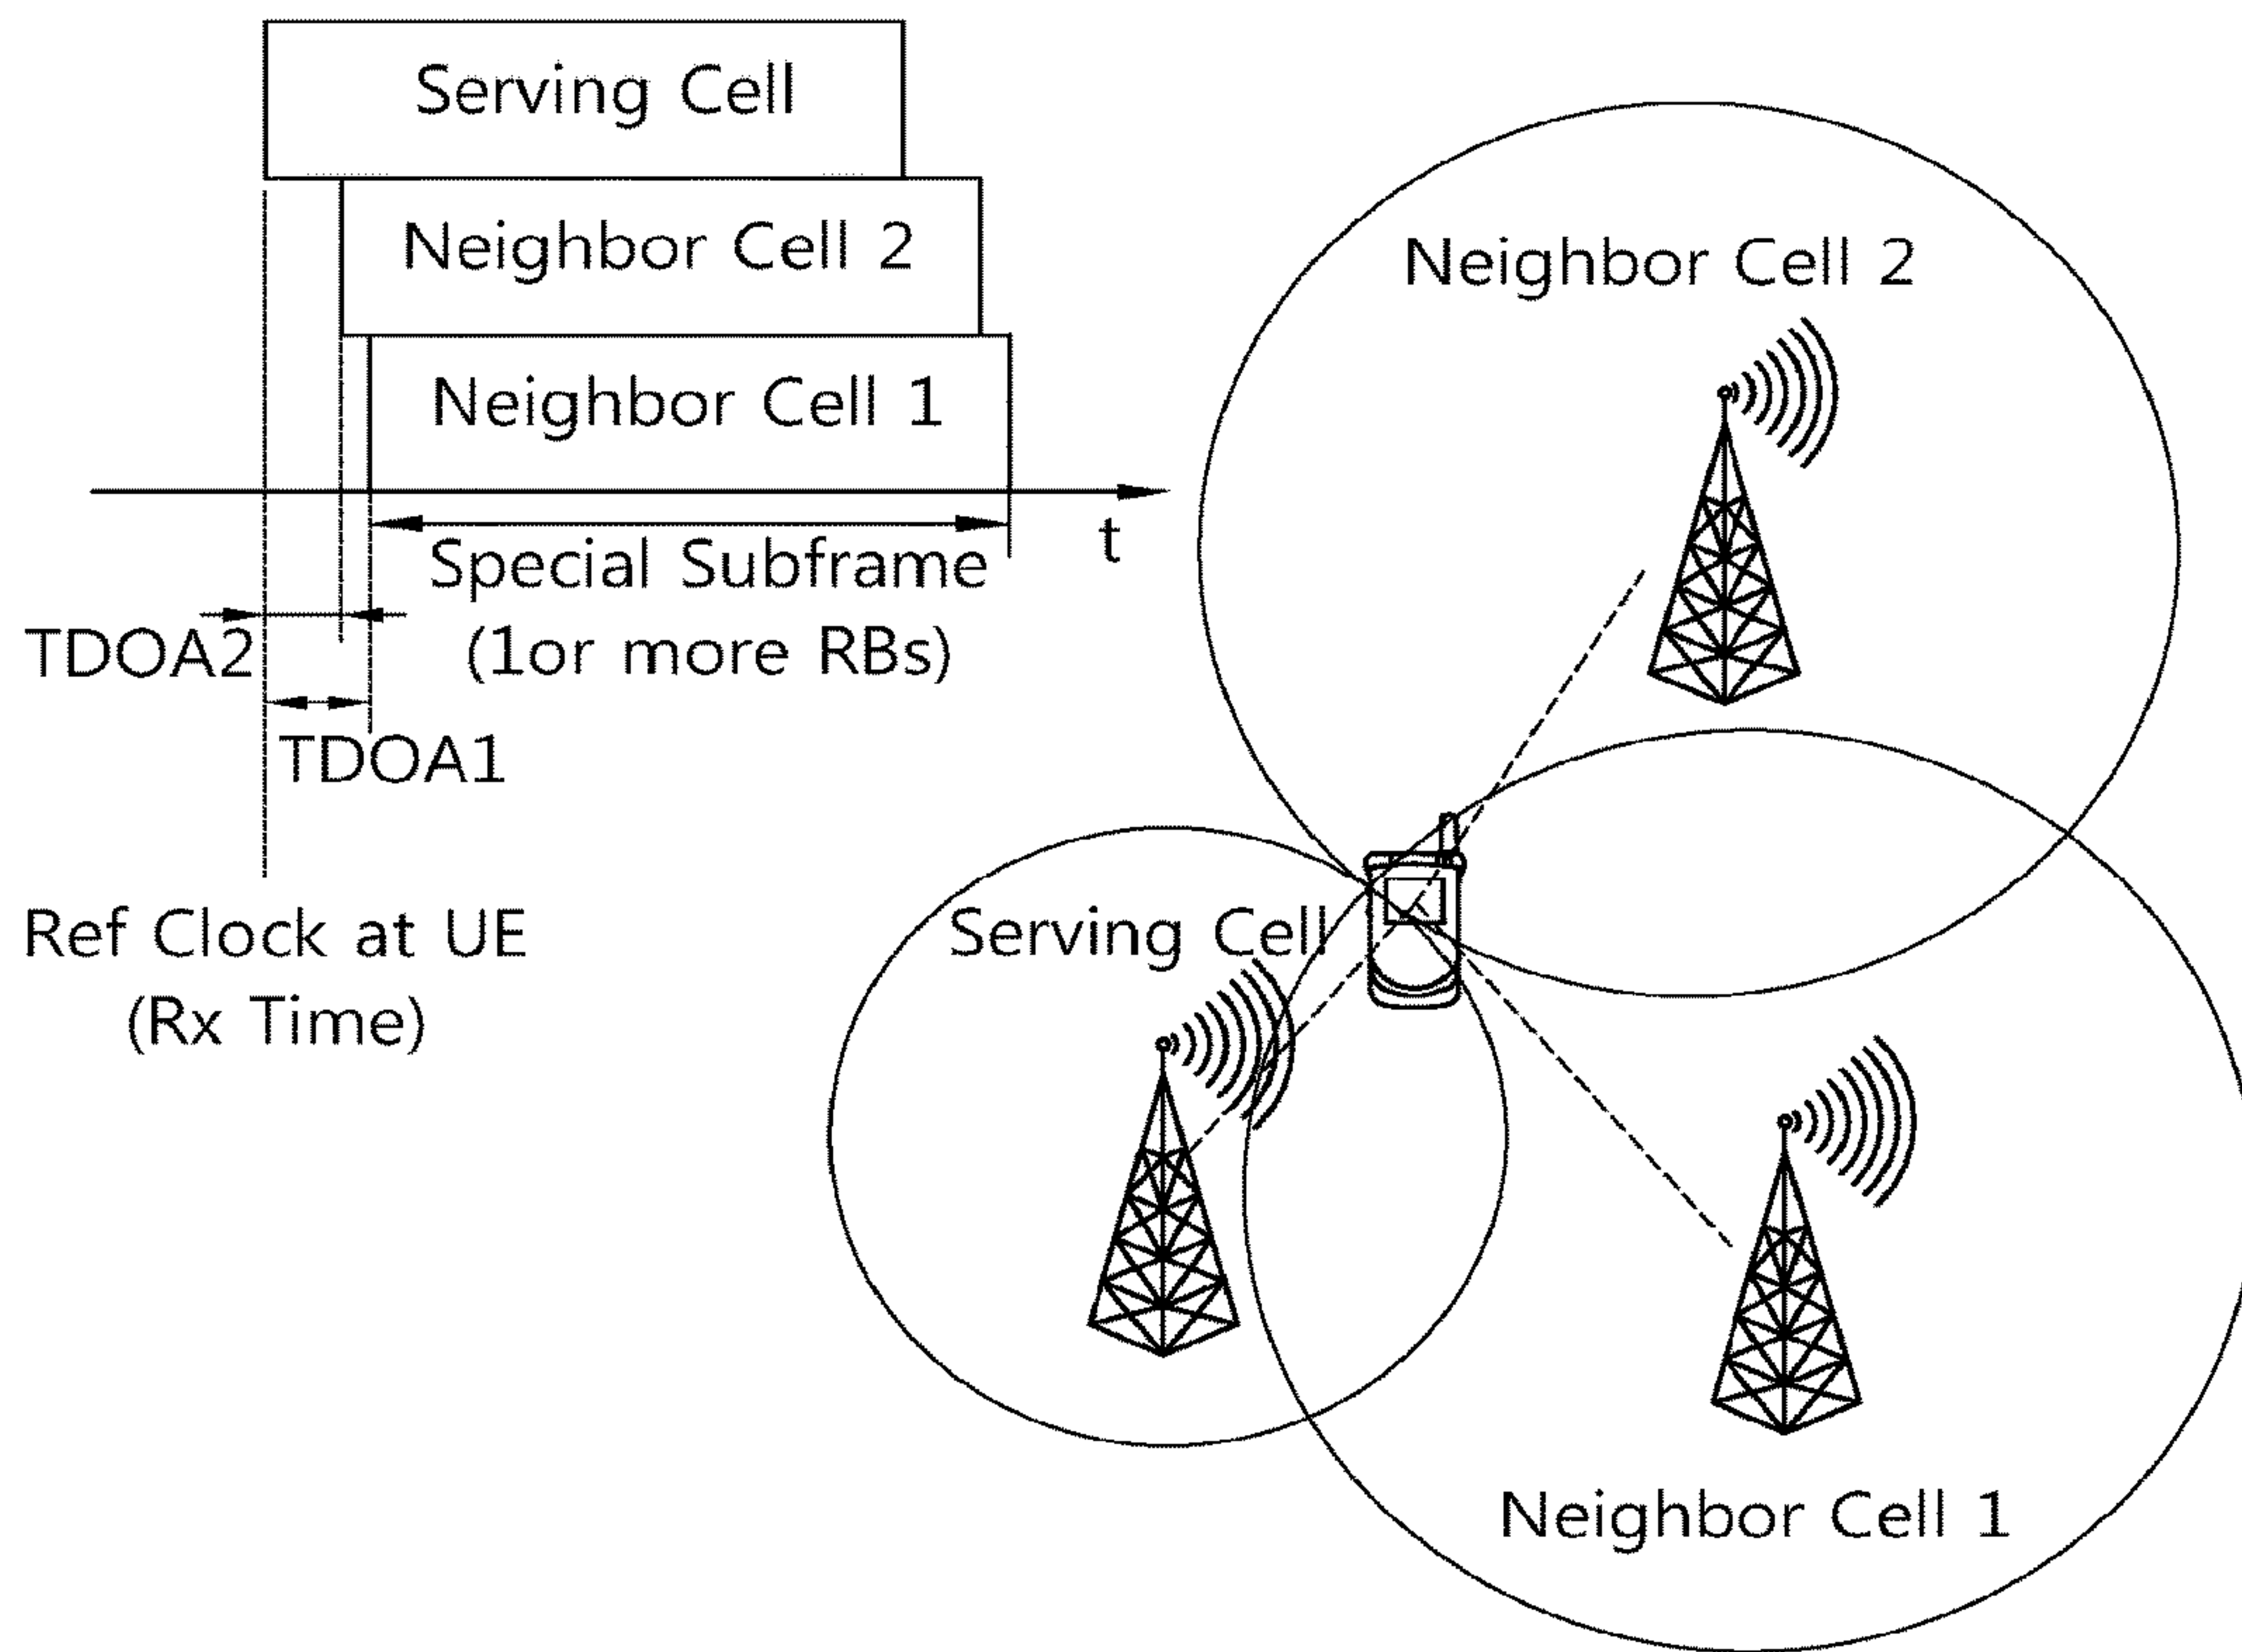 Serving Cell
Neighbor Cell 2
Neighbor Cell 1
t
Special Subframe
(1or more RBs)
TDOA2
TDOA1
Ref Clock at UE
(Rx Time)
Neighbor Cell 2
Serving Cell
Neighbor Cell 1